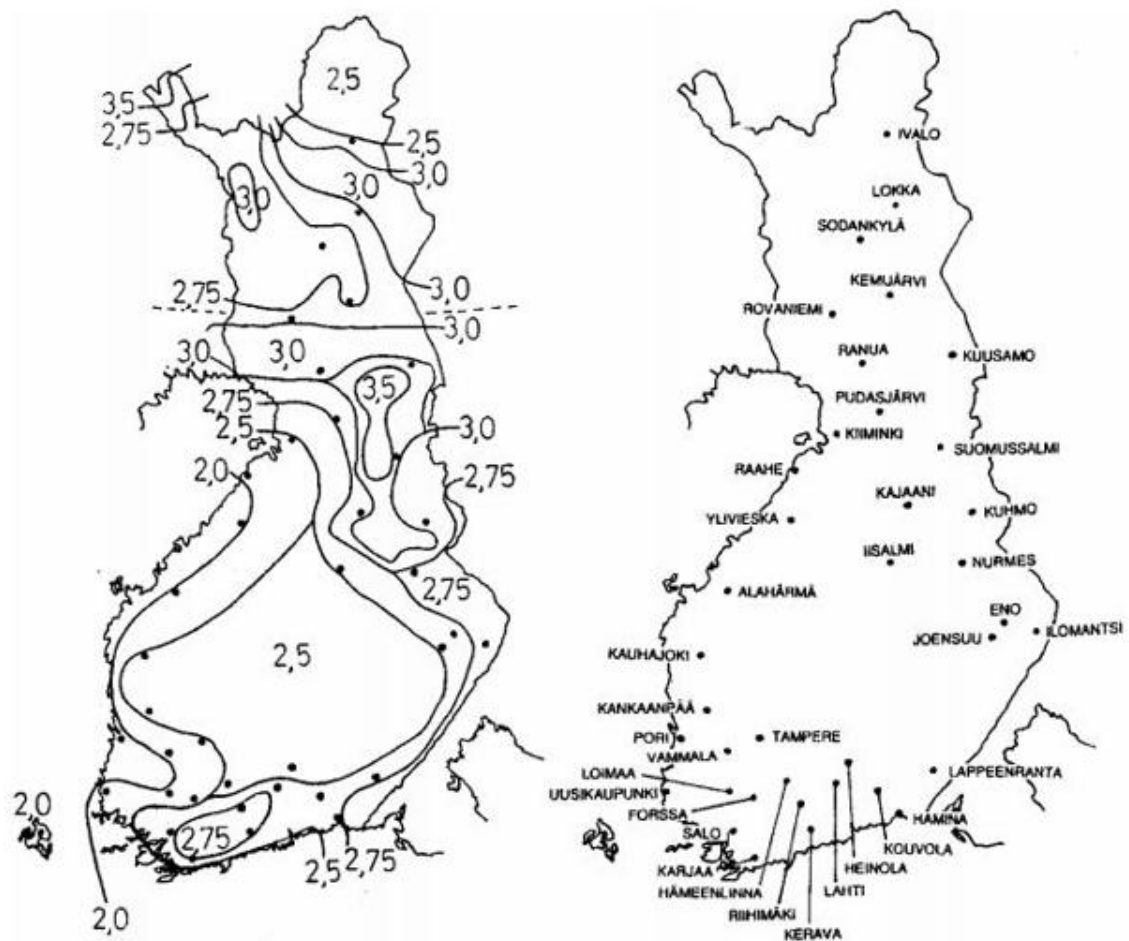 2,5
3,5
2,75
2,5
3,0
3,0
3,0
2,75
3,0
3,0
3,0
3,0
3,5
2,75
2,5
3,0
2,0
2,75
2,75
2,5
2,0
2,75
2,5
2,75
2,0
IVALO
LOKKA
SODANKYLÄ
KEMIJÄRVI
ROVANIEMI
RANUA
KUUSAMO
PUDASJÄRVI
KIIMINKI
SUOMUSSALMI
RAAHE
KAJAANI
YLIVIESKA
KUHMO
IISALMI
NURMES
ALAHÄRMÄ
ENO
JOENSUU
ILOMANTSI
KAUHAJOKI
KANKAANPÄÄ
PORI
TAMPERE
VAMMALA
LOIMAA
LAPPEENRANTA
UUSIKAUPUNKI
FORSSA
HAMINA
SALO
KOUVOLA
KARJAA
HEINOLA
HÄMEENLINNA
LAHTI
RIIHIMÄKI
KERAVA